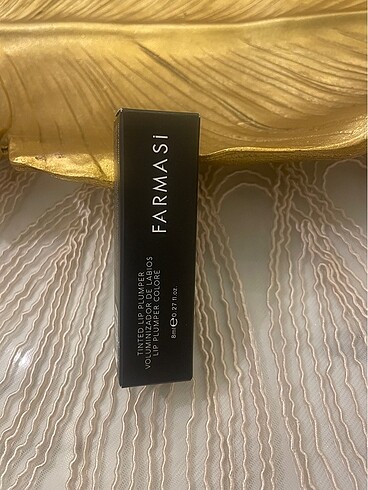 FARMASi
TINTED LIP PLUMPER
VOLUMINIZADOR DE LABIOS
LIP PLUMPER COLORÉ
8ml℮0.27 fl.oz.